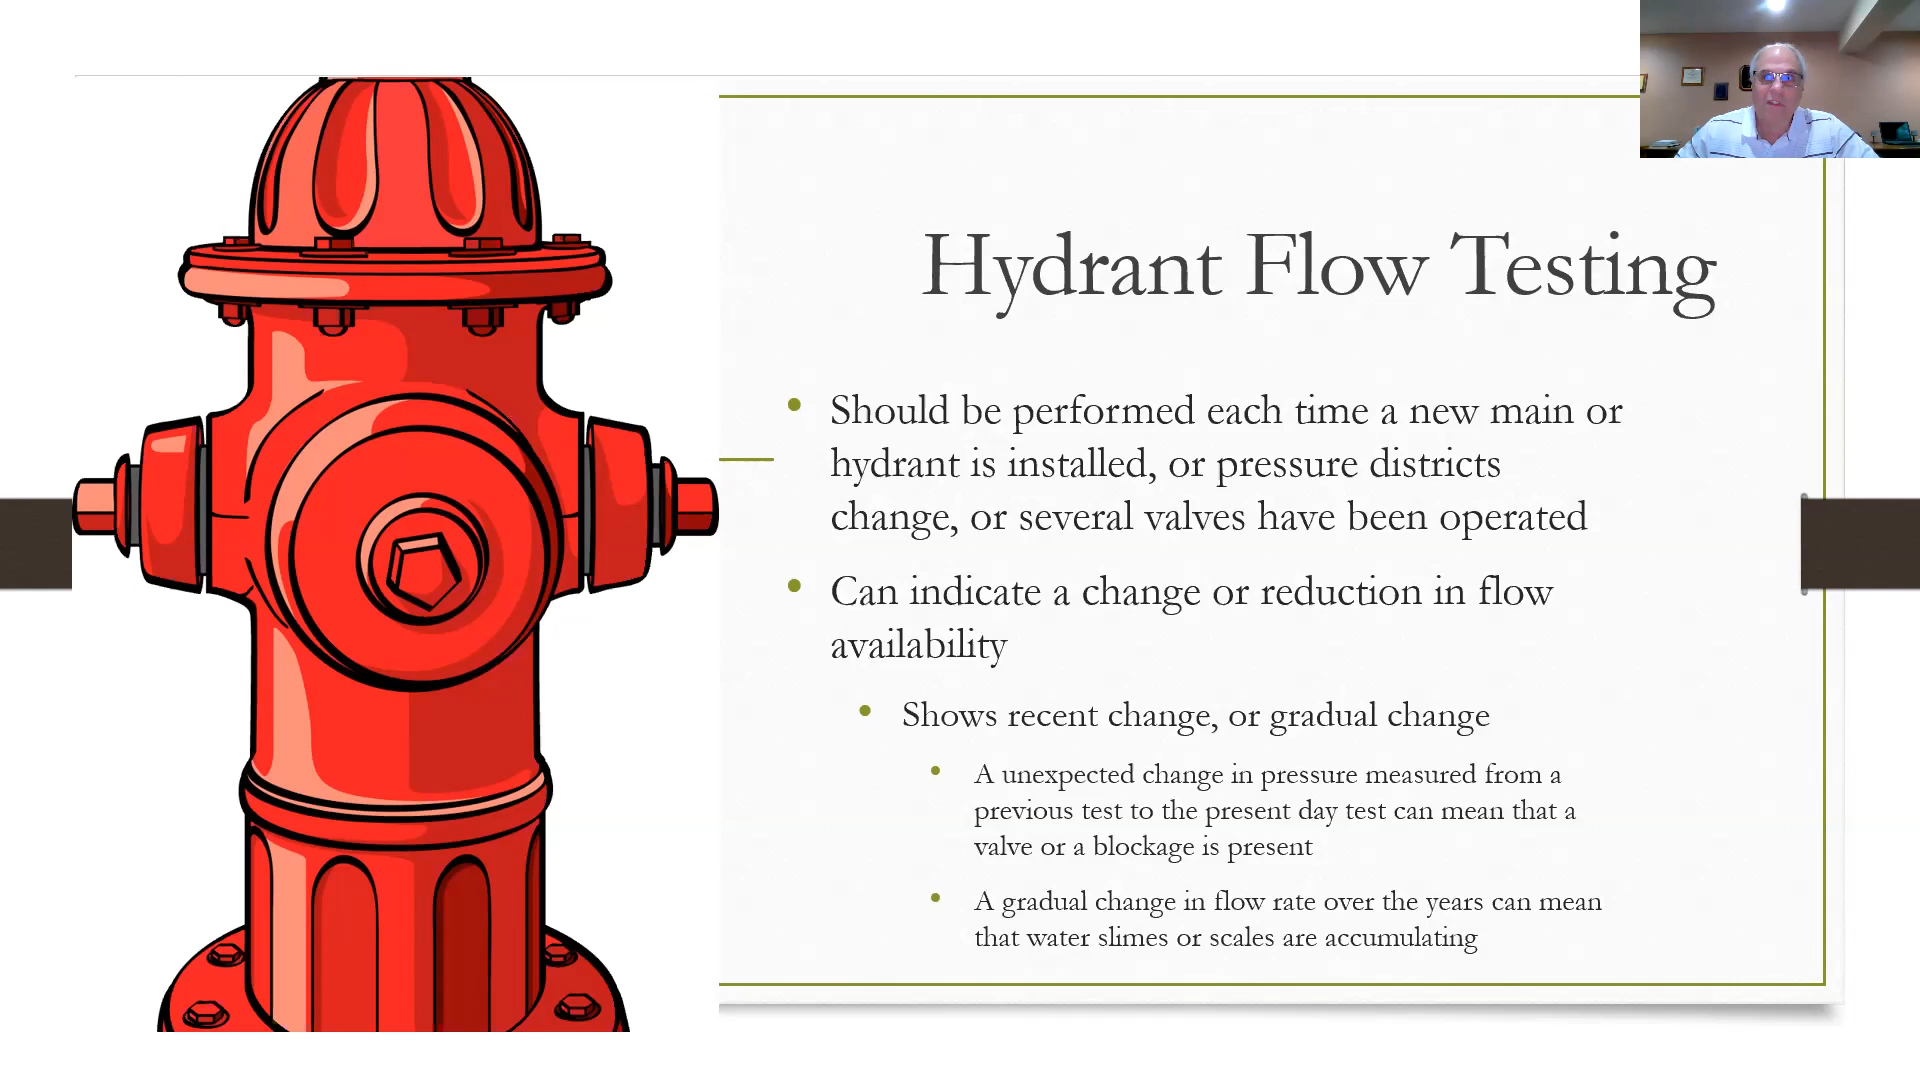 Hydrant Flow Testing
• Should be performed each time a new main or
hydrant is installed, or pressure districts
change, or several valves have been operated
• Can indicate a change or reduction in flow
availability
• Shows recent change, or gradual change
• A unexpected change in pressure measured from a
previous test to the present day test can mean that a
valve or a blockage is present
• A gradual change in flow rate over the years can mean
that water slimes or scales are accumulating